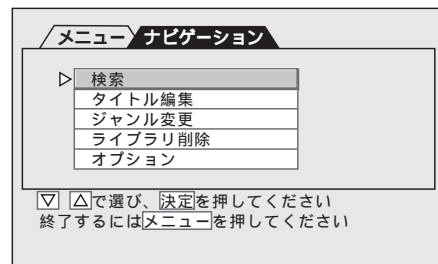 メニュー ナビゲーション
▷ 検索
タイトル編集
ジャンル変更
ライブラリ削除
オプション
▽ △で選び、決定を押してください
終了するにはメニューを押してください